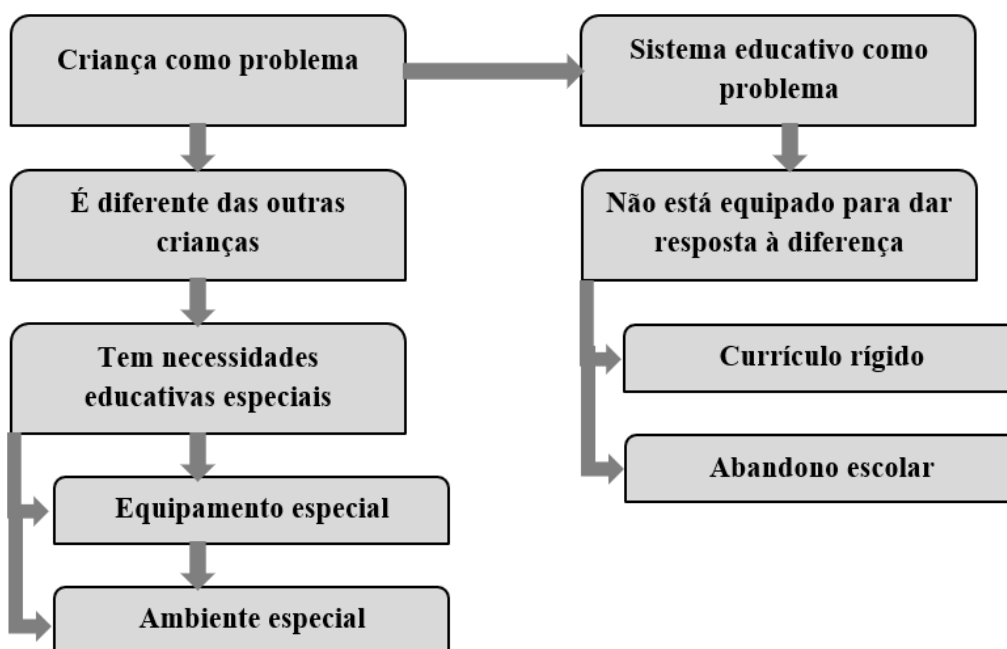 Criança como problema
É diferente das outras
crianças
Tem necessidades
educativas especiais
Equipamento especial
Ambiente especial
Sistema educativo como
problema
Não está equipado para dar
resposta à diferença
Currículo rígido
Abandono escolar